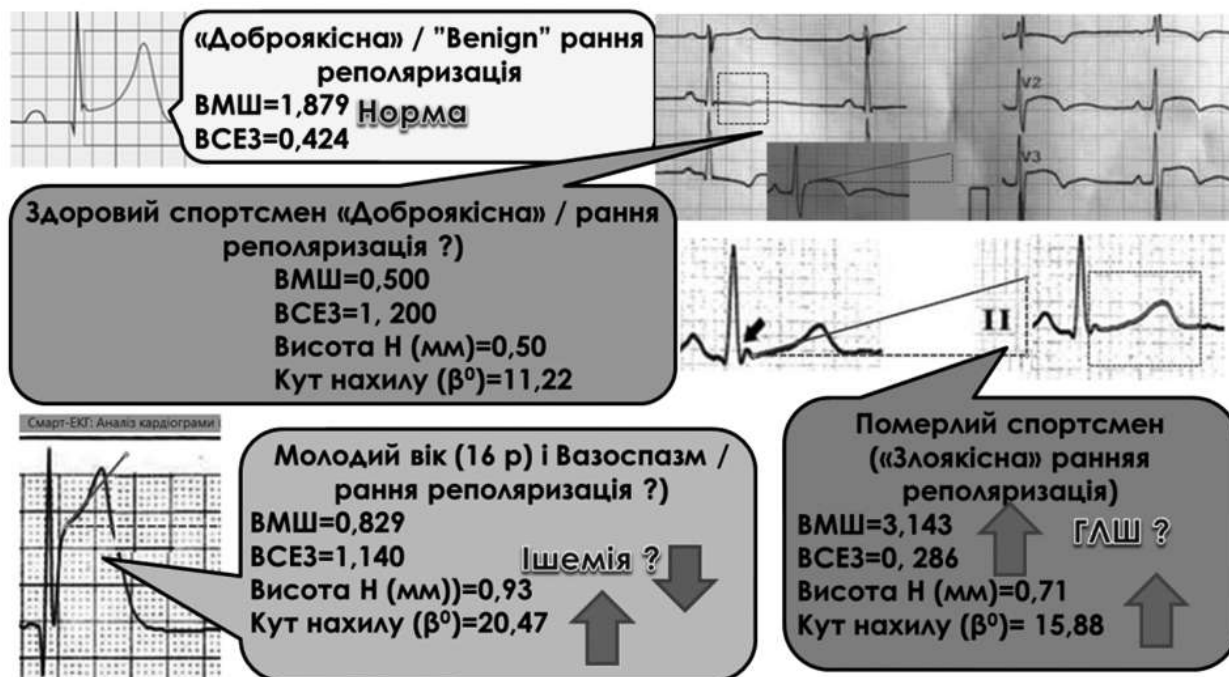 «Доброякісна» / ”Benign” рання
реполяризація
ВМШ=1,879
Норма
ВСЕЗ=0,424
V2
V3
Здоровий спортсмен «Доброякісна» / рання
реполяризація ?)
ВМШ=0,500
ВСЕЗ=1, 200
Висота Н (мм)=0,50
Кут нахилу (β⁰)=11,22
II
Смарт-ЕКГ: Аналіз кардіограми
Молодий вік (16 р) і Вазоспазм /
рання реполяризація ?)
ВМШ=0,829
ВСЕЗ=1,140
Ішемія ?
Висота Н (мм))=0,93
Кут нахилу (β⁰)=20,47
Померлий спортсмен
(«Злоякісна» ранняя
реполяризація)
ВМШ=3,143
ГЛШ ?
ВСЕЗ=0, 286
Висота Н (мм)=0,71
Кут нахилу (β⁰)= 15,88